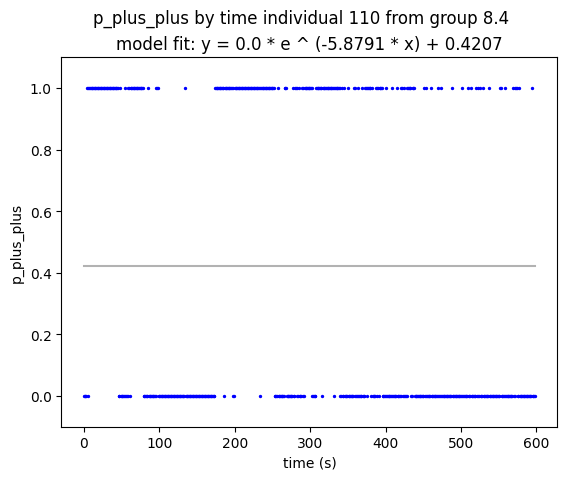 p_plus_plus by time individual 110 from group 8.4
model fit: y = 0.0 * e ^ (-5.8791 * x) + 0.4207
1.0
0.8
0.6
0.4
0.2
0.0
p_plus_plus
0 100 200 300 400 500 600
time (s)